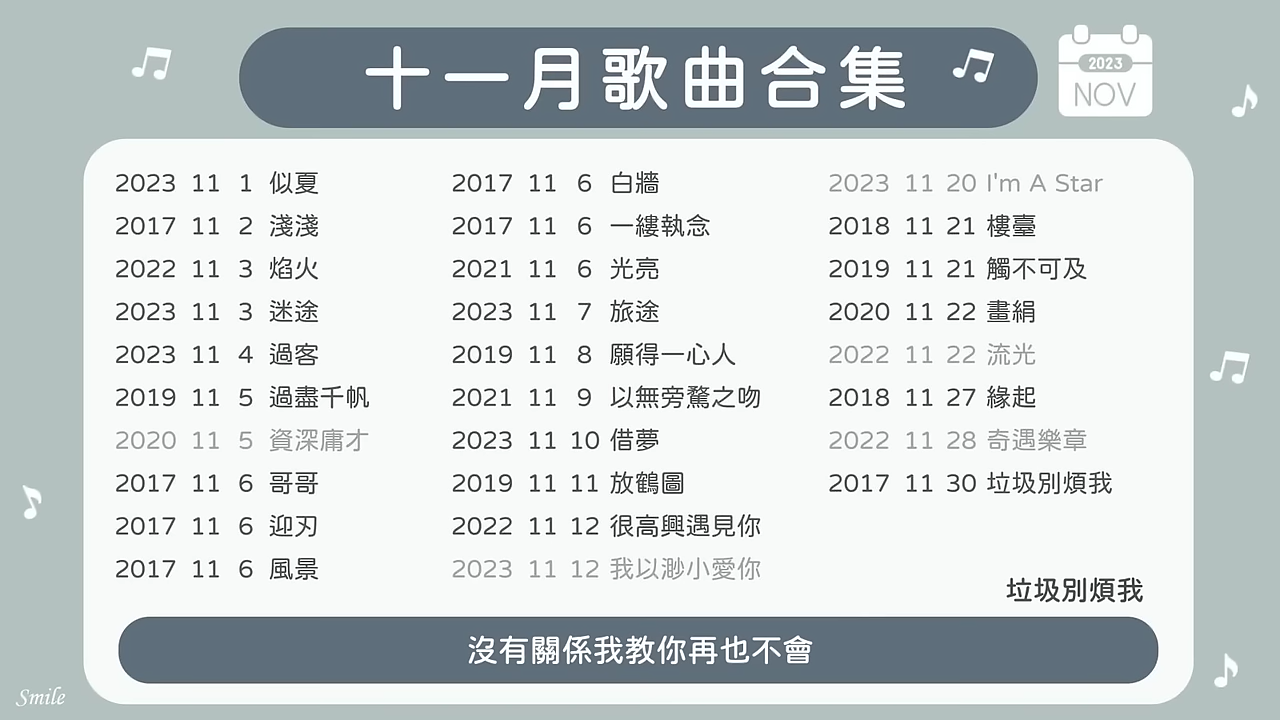 十一月歌曲合集
2023
NOV
2023 11 1 似夏
2017 11 2 淺淺
2022 11 3 焰火
2023 11 3 迷途
2023 11 4 過客
2019 11 5 過盡千帆
2020 11 5 資深庸才
2017 11 6 哥哥
2017 11 6 迎刃
2017 11 6 風景
2017 11 6 白牆
2017 11 6 一縷執念
2021 11 6 光亮
2023 11 7 旅途
2019 11 8 願得一心人
2021 11 9 以無旁騖之吻
2023 11 10 借夢
2019 11 11 放鶴圖
2022 11 12 很高興遇見你
2023 11 12 我以渺小愛你
2023 11 20 I'm A Star
2018 11 21 樓臺
2019 11 21 觸不可及
2020 11 22 畫絹
2022 11 22 流光
2018 11 27 緣起
2022 11 28 奇遇樂章
2017 11 30 垃圾別煩我
垃圾別煩我
沒有關係我教你再也不會
Smile